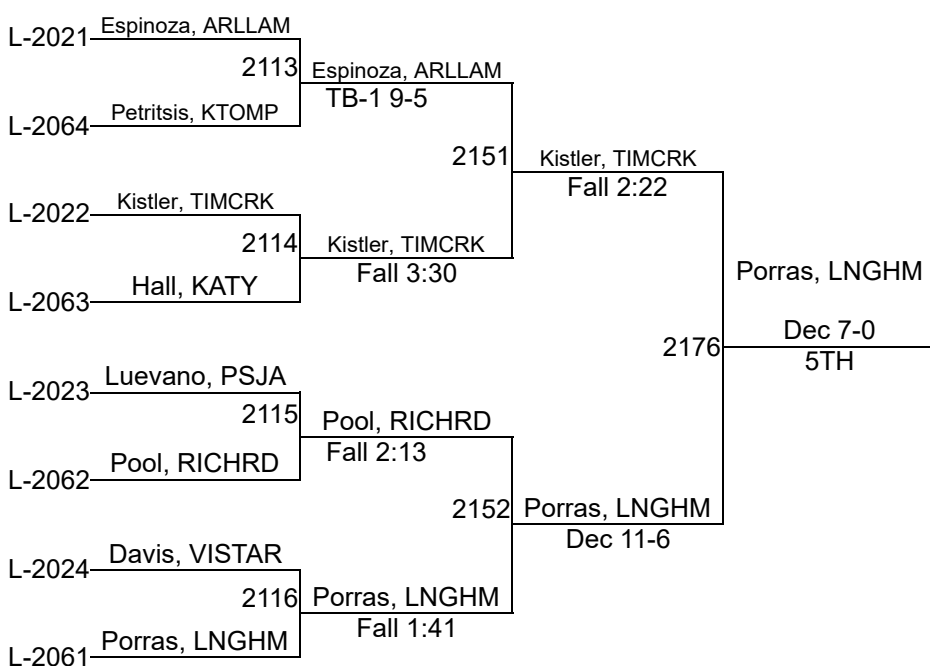 L-2021
Espinoza, ARLLAM
2113
Espinoza, ARLLAM
TB-1 9-5
L-2064
Petritsis, KTOMP
2151
Kistler, TIMCRK
Fall 2:22
L-2022
Kistler, TIMCRK
2114
Kistler, TIMCRK
Fall 3:30
L-2063
Hall, KATY
Porras, LNGHM
2176
Dec 7-0
5TH
L-2023
Luevano, PSJA
2115
Pool, RICHRD
Fall 2:13
L-2062
Pool, RICHRD
2152
Porras, LNGHM
Dec 11-6
L-2024
Davis, VISTAR
2116
Porras, LNGHM
Fall 1:41
L-2061
Porras, LNGHM